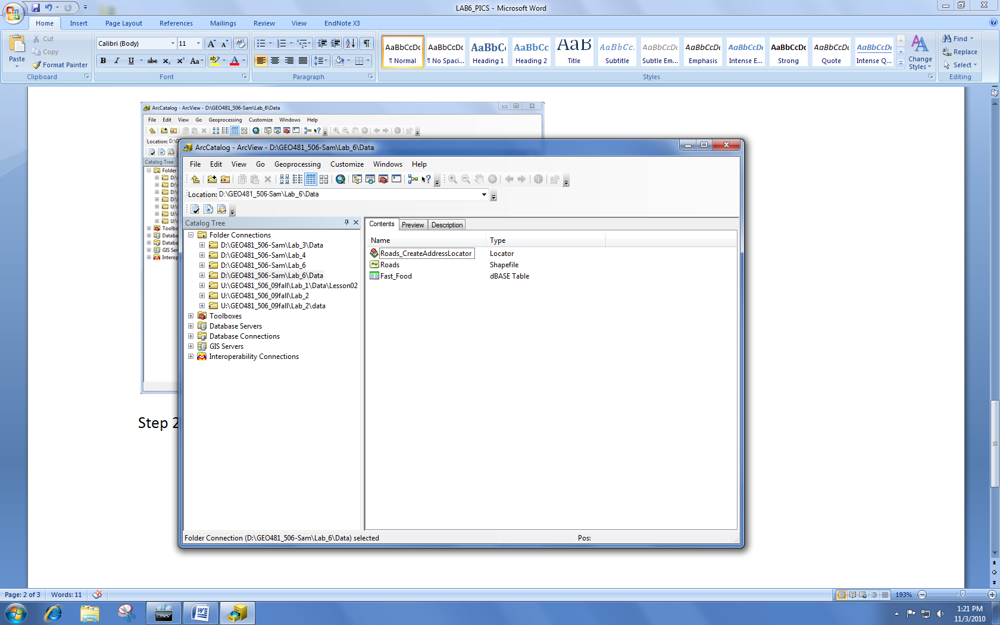 LAB6_PICS - Microsoft Word
Home Insert Page Layout References Mailings Review View EndNote X3
Paste
Cut
Copy
Format Painter
Clipboard
Calibri (Body) 11
B I U abc x₂ x² Aa ab A
Font
Paragraph
AaBbCcDc AaBbCcDc AaBbCc AaBbCc AaB AaBbCc. AaBbCcDc AaBbCcDc AaBbCcDc AaBbCcDc AaBbCcDc AaBbCcDc
¶ Normal ¶ No Spaci... Heading 1 Heading 2 Title Subtitle Subtle Em... Emphasis Intense E... Strong Quote Intense Q...
Change Styles
Styles
Find
Replace
Select
Editing
ArcCatalog - ArcView - D:\GEO481_506-Sam\Lab_6\Data
File Edit View Go Geoprocessing Customize Windows Help
Location: D:\G
Catalog Tree
Folder
D:\
D:\
D:\
D:\
U:\
U:\
U:\
Toolbo
Databa
Databa
GIS Ser
Interop
Step 2
ArcCatalog - ArcView - D:\GEO481_506-Sam\Lab_6\Data
File Edit View Go Geoprocessing Customize Windows Help
Location: D:\GEO481_506-Sam\Lab_6\Data
Catalog Tree
Folder Connections
D:\GEO481_506-Sam\Lab_3\Data
D:\GEO481_506-Sam\Lab_4
D:\GEO481_506-Sam\Lab_6
D:\GEO481_506-Sam\Lab_6\Data
U:\GEO481_506_09fall\Lab_1\Data\Lesson02
U:\GEO481_506_09fall\Lab_2
U:\GEO481_506_09fall\Lab_2\data
Toolboxes
Database Servers
Database Connections
GIS Servers
Interoperability Connections
Contents Preview Description
Name Type
Roads_CreateAddressLocator Locator
Roads Shapefile
Fast_Food dBASE Table
Folder Connection (D:\GEO481_506-Sam\Lab_6\Data) selected Pos:
Page: 2 of 3 Words: 11 193%
1:21 PM
11/3/2010